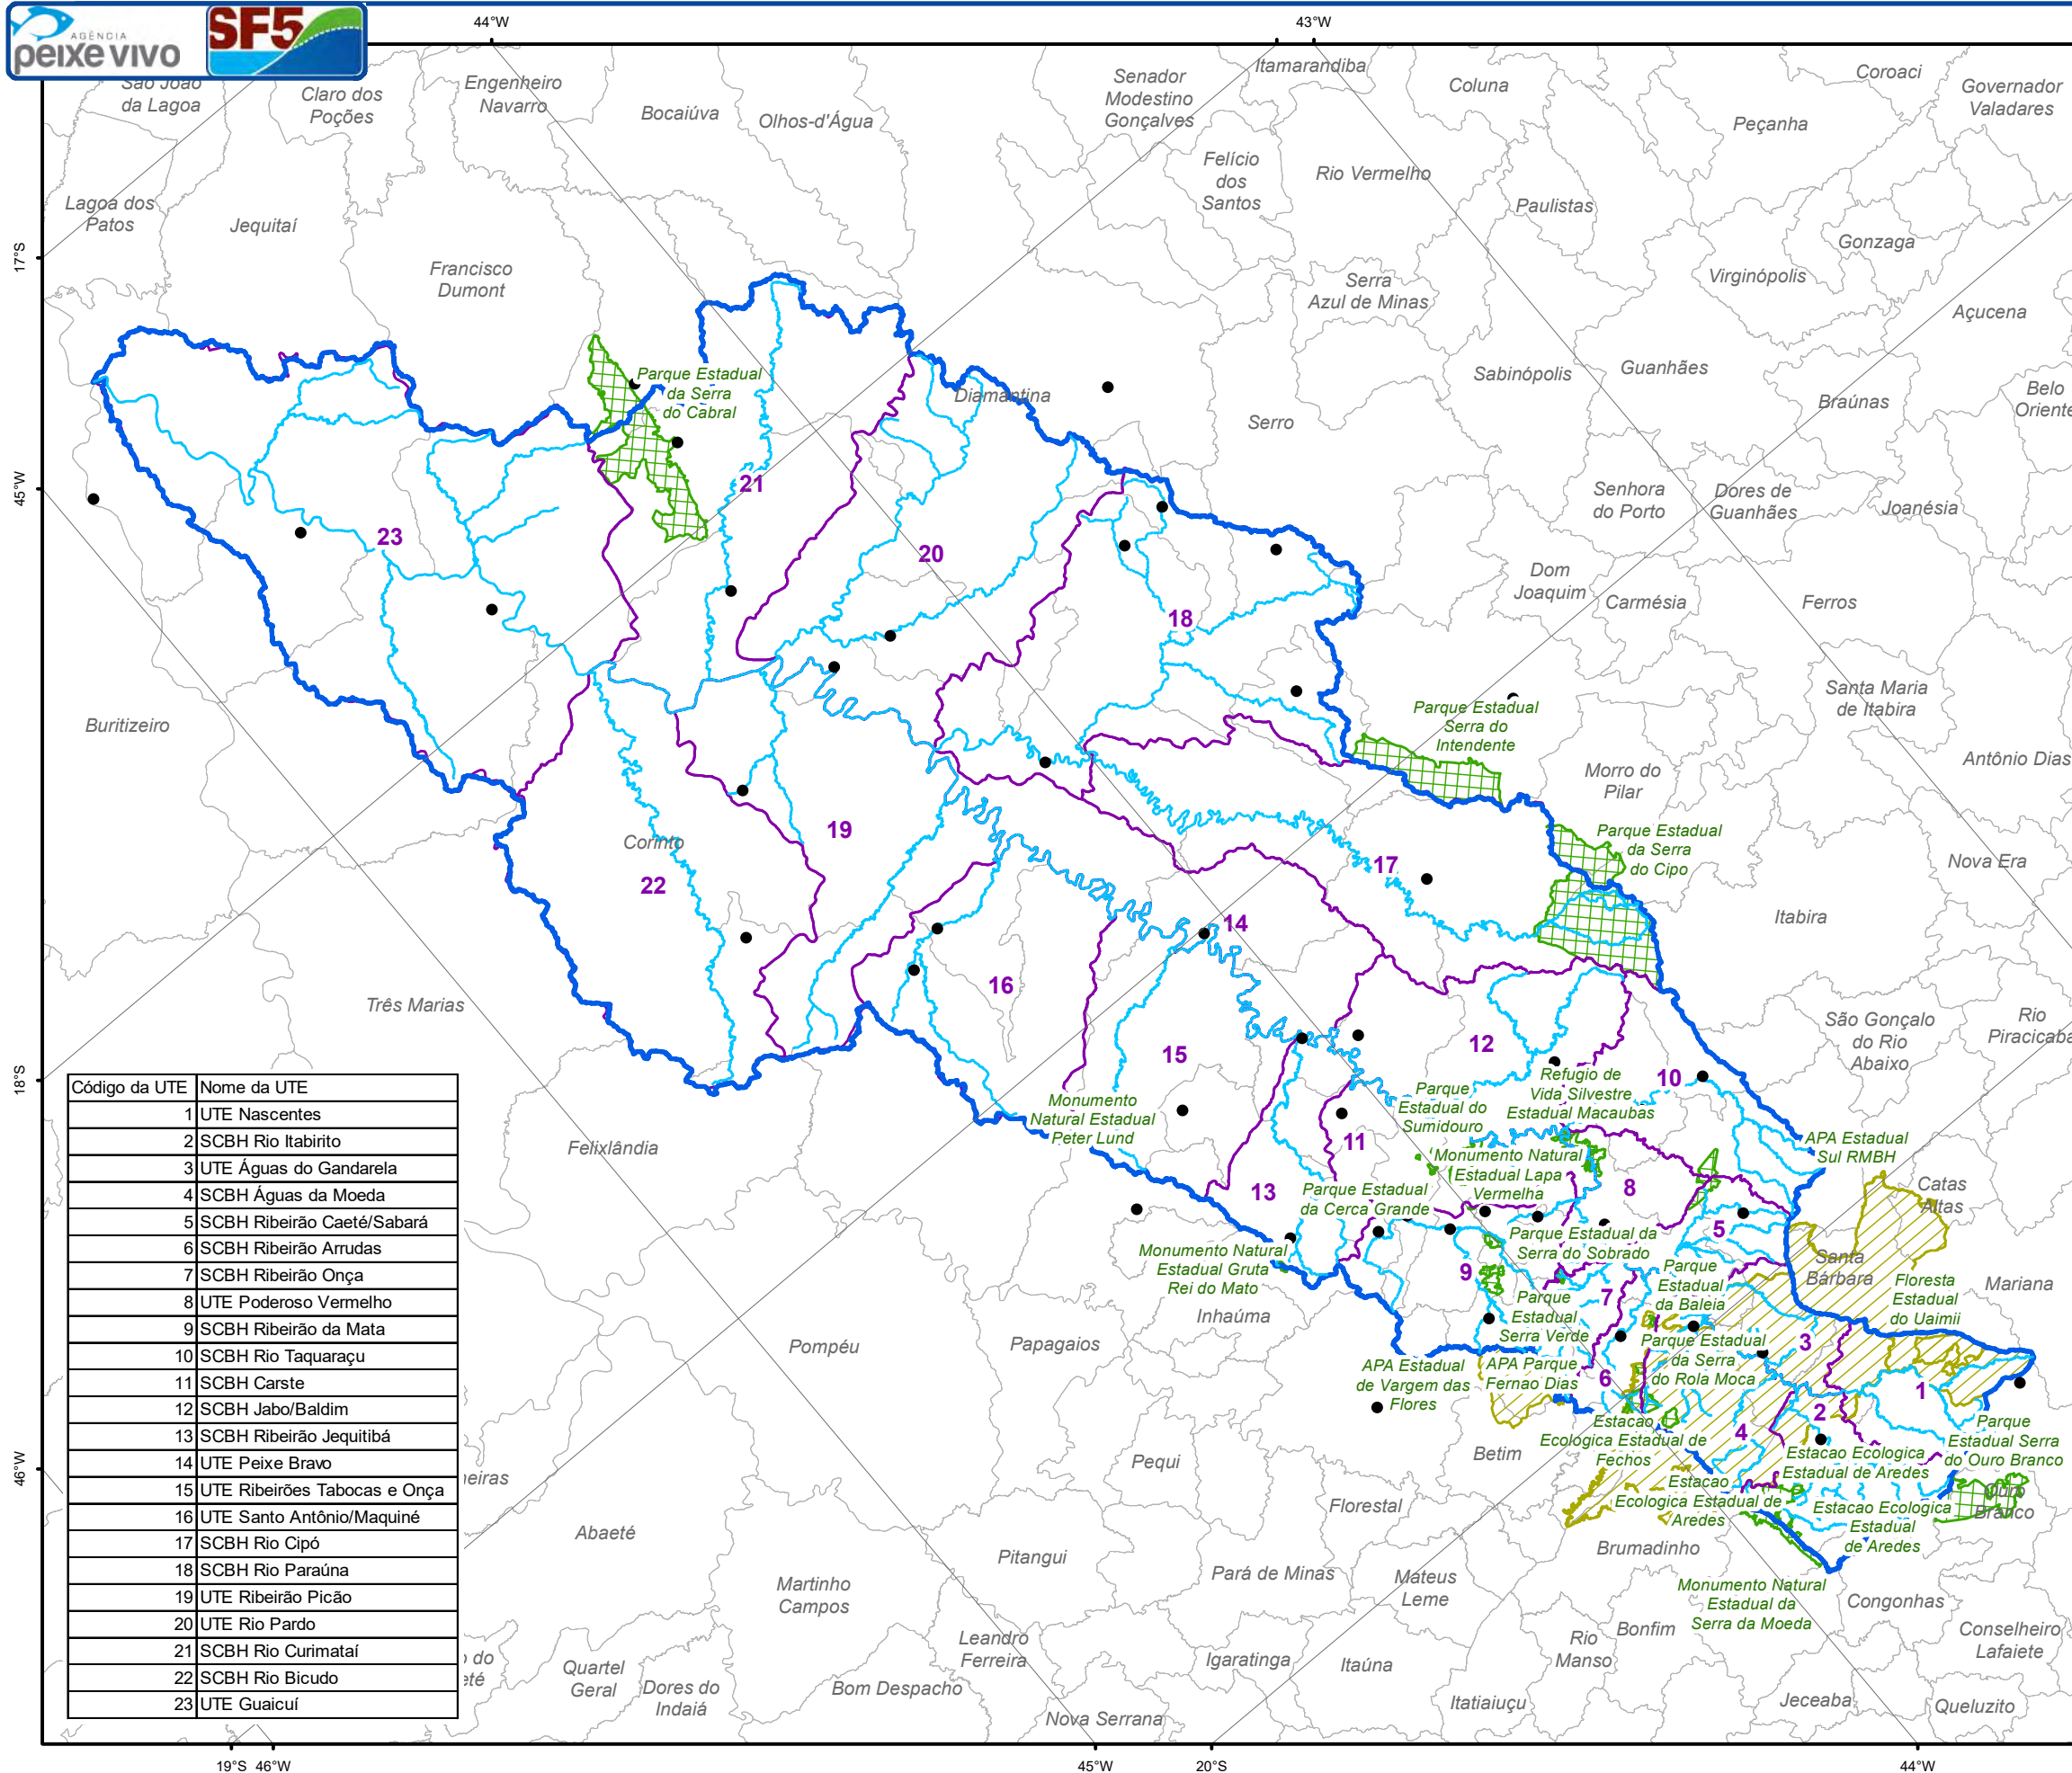 AGÊNCIA
peixe vivo
SF5
44°W
43°W
17°S
45°W
18°S
46°W
19°S
46°W
45°W
20°S
44°W
São João
da Lagoa
Claro dos
Poções
Engenheiro
Navarro
Bocaiúva
Olhos-d'Água
Senador
Modestino
Gonçalves
Itamarandiba
Coluna
Coroaci
Governador
Valadares
Peçanha
Felício
dos
Santos
Rio Vermelho
Paulistas
Lagoa dos
Patos
Jequitaí
Francisco
Dumont
Gonzaga
Virginópolis
Serra
Azul de Minas
Açucena
Sabinópolis
Guanhães
Braúnas
Belo
Oriente
Parque Estadual
da Serra
do Cabral
Diamantina
Serro
Senhora
do Porto
Dores de
Guanhães
Joanésia
21
23
20
18
Dom
Joaquim
Carmésia
Ferros
Buritizeiro
Parque Estadual
Serra do
Intendente
Santa Maria
de Itabira
Morro do
Pilar
Antônio Dias
19
Corinto
22
17
Parque Estadual
da Serra
do Cipo
Nova Era
Itabira
14
16
Três Marias
15
12
10
São Gonçalo
do Rio
Abaixo
Rio
Piracicaba
Monumento
Natural Estadual
Peter Lund
Parque
Estadual do
Sumidouro
Refugio de
Vida Silvestre
Estadual Macaubas
Felixlândia
11
Monumento Natural
Estadual Lapa
Vermelha
APA Estadual
Sul RMBH
13
Parque Estadual
da Cerca Grande
8
5
Catas
Altas
Monumento Natural
Estadual Gruta
Rei do Mato
Parque Estadual da
Serra do Sobrado
9
Parque
Estadual
da Baleia
Santa
Bárbara
Floresta
Estadual
do Uaimii
Mariana
Inhaúma
Parque
Estadual
Serra Verde
7
Pompéu
Papagaios
Parque Estadual
da Serra
do Rola Moca
3
APA Estadual
de Vargem das
Flores
APA Parque
Fernao Dias
6
1
2
4
Estacao
Ecologica Estadual de
Fechos
Parque
Estadual Serra
do Ouro Branco
Betim
Estacao Ecologica
Estadual de Aredes
Pequi
Florestal
Estacao
Ecologica Estadual de
Aredes
Estacao Ecologica
Estadual
de Aredes
Ouro
Branco
eiras
Abaeté
Pitangui
Brumadinho
Pará de Minas
Mateus
Leme
Martinho
Campos
Monumento Natural
Estadual da
Serra da Moeda
Congonhas
Leandro
Ferreira
Bonfim
Rio
Manso
Conselheiro
Lafaiete
o do
eté
Quartel
Geral
Dores do
Indaiá
Bom Despacho
Igaratinga
Itaúna
Nova Serrana
Itatiaiuçu
Jeceaba
Queluzito
Código da UTE Nome da UTE
1 UTE Nascentes
2 SCBH Rio Itabirito
3 UTE Águas do Gandarela
4 SCBH Águas da Moeda
5 SCBH Ribeirão Caeté/Sabará
6 SCBH Ribeirão Arrudas
7 SCBH Ribeirão Onça
8 UTE Poderoso Vermelho
9 SCBH Ribeirão da Mata
10 SCBH Rio Taquaraçu
11 SCBH Carste
12 SCBH Jabo/Baldim
13 SCBH Ribeirão Jequitibá
14 UTE Peixe Bravo
15 UTE Ribeirões Tabocas e Onça
16 UTE Santo Antônio/Maquiné
17 SCBH Rio Cipó
18 SCBH Rio Paraúna
19 UTE Ribeirão Picão
20 UTE Rio Pardo
21 SCBH Rio Curimataí
22 SCBH Rio Bicudo
23 UTE Guaicuí